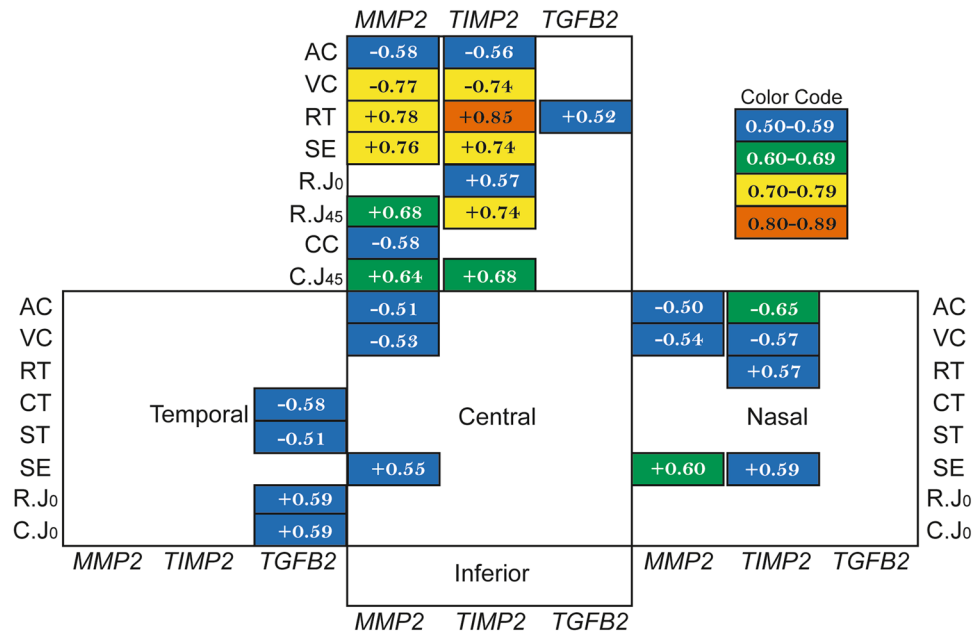 MMP2 TIMP2 TGFB2
AC -0.58 -0.56
VC -0.77 -0.74
RT +0.78 +0.85 +0.52
SE +0.76 +0.74
R.J0 +0.57
R.J45 +0.68 +0.74
CC -0.58
C.J45 +0.64 +0.68
Color Code
0.50-0.59
0.60-0.69
0.70-0.79
0.80-0.89
AC -0.51 -0.50 -0.65 AC
VC -0.53 -0.54 -0.57 VC
RT +0.57 RT
CT -0.58 CT
Temporal Central Nasal
ST -0.51 ST
SE +0.55 +0.60 +0.59 SE
R.J0 +0.59 R.J0
C.J0 +0.59 C.J0
MMP2 TIMP2 TGFB2 MMP2 TIMP2 TGFB2
Inferior
MMP2 TIMP2 TGFB2